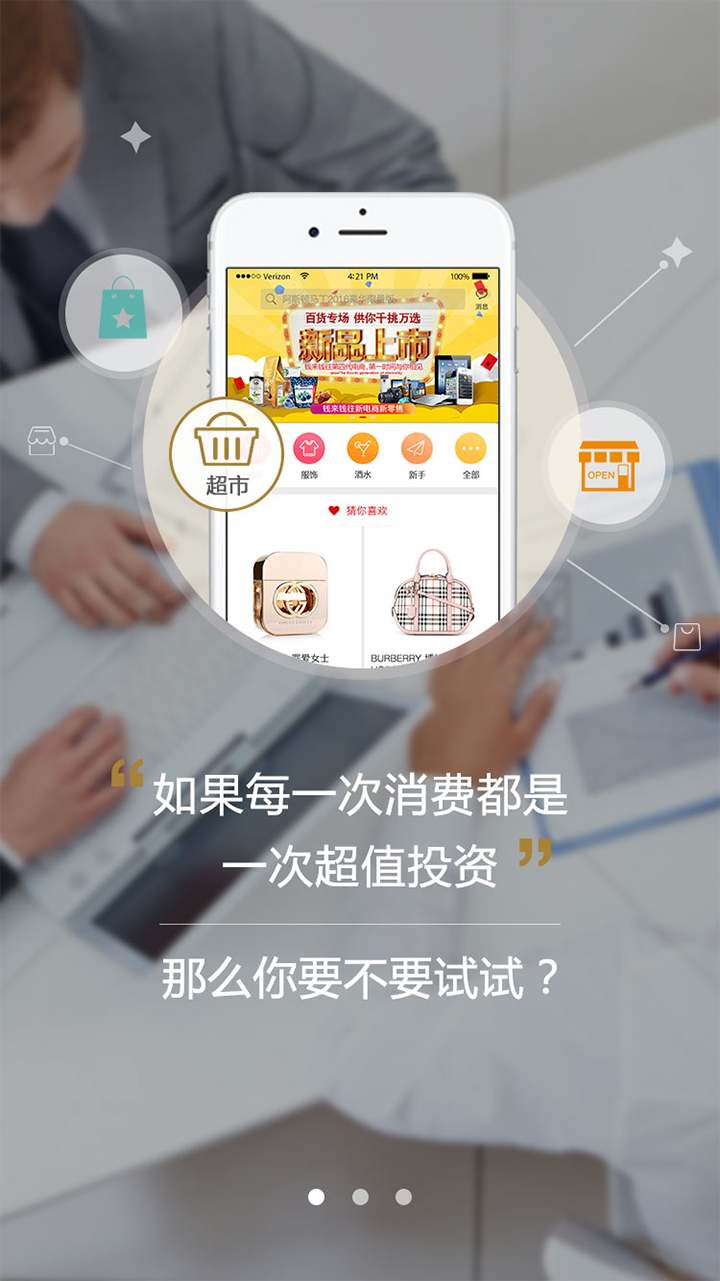 Verizon 4:21 PM 100%
阿斯顿马丁2016豪华限量版
消息
百货专场 供你千挑万选
新品上市
钱来钱往第四代电商、第一时间与你相见
钱来钱往新电商新零售
超市
服饰
酒水
新手
全部
OPEN
猜你喜欢
罪爱女士
BURBERRY
“如果每一次消费都是
一次超值投资”
那么你要不要试试？